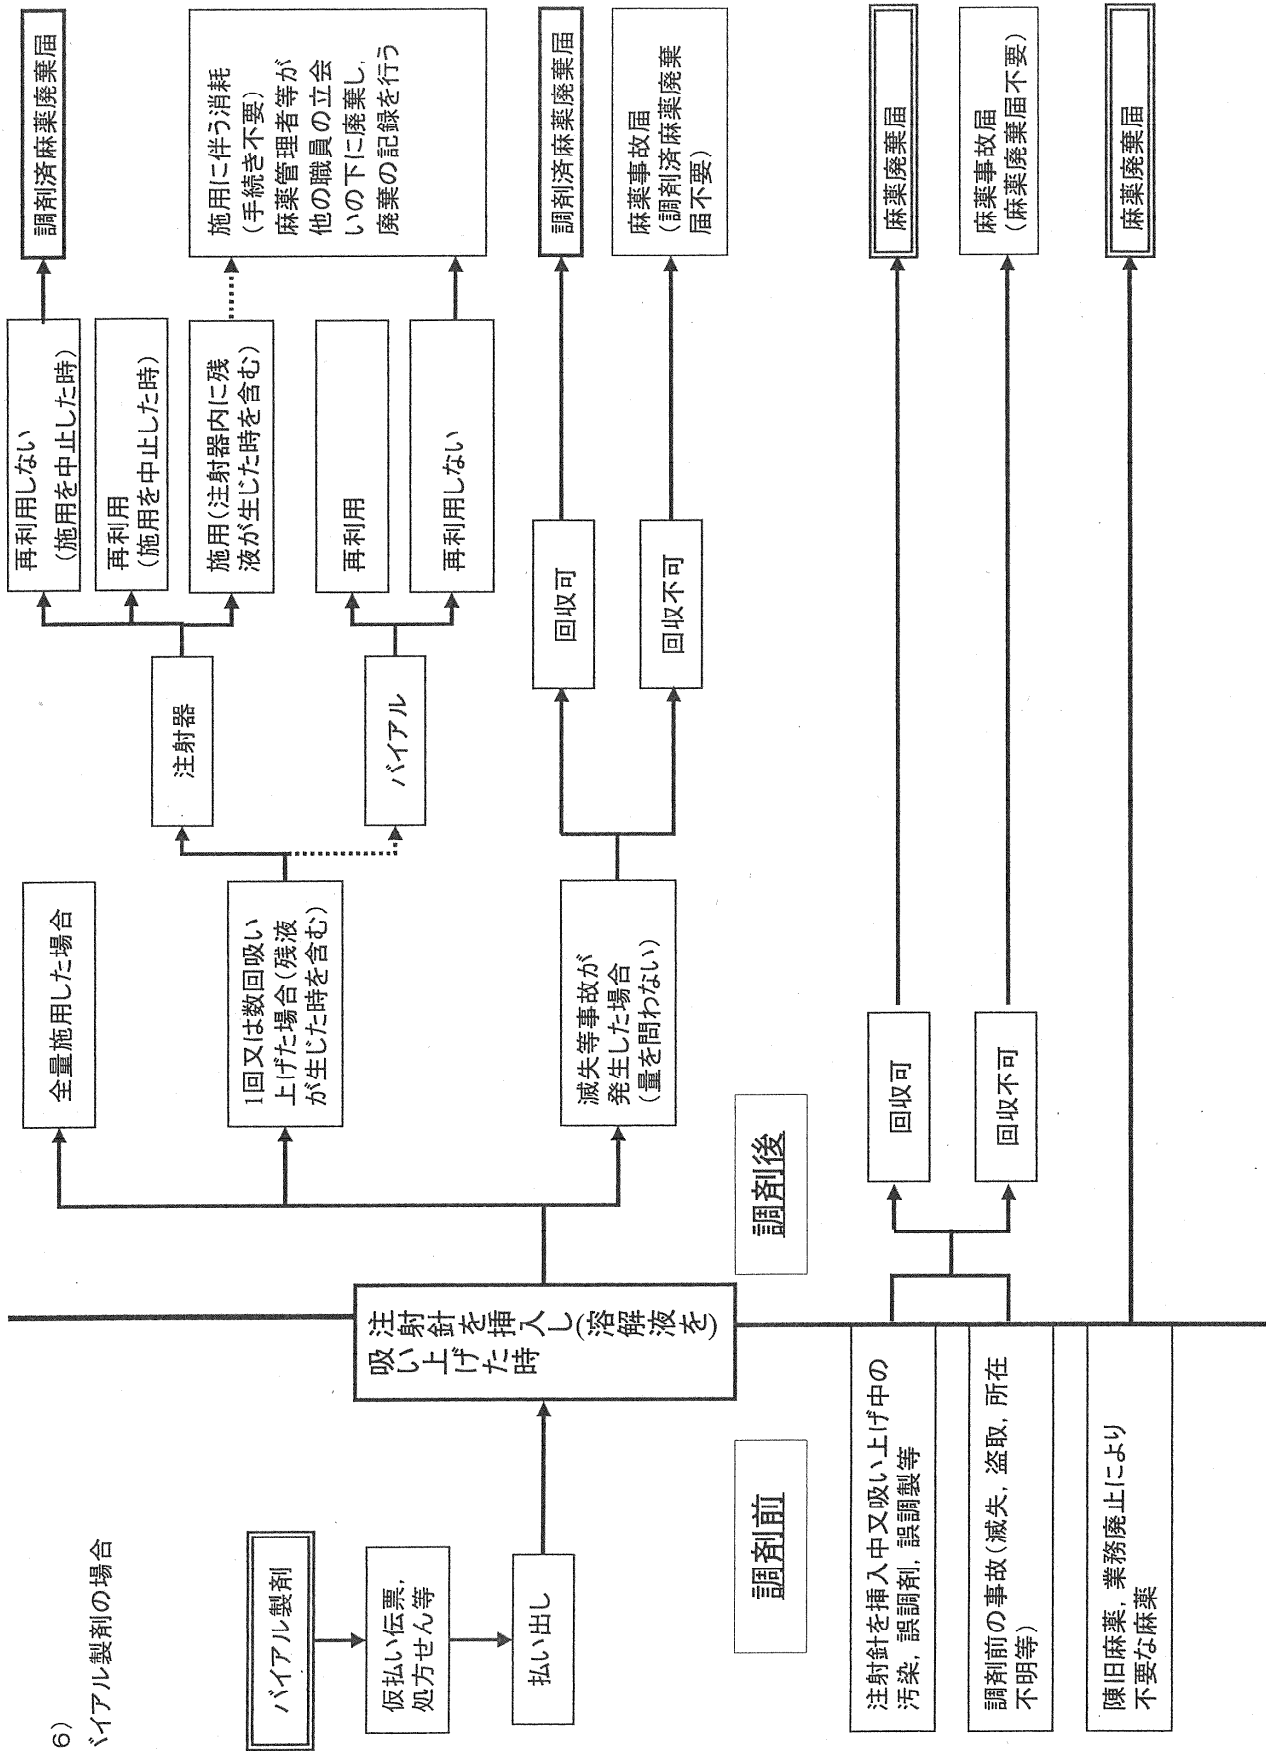 6)
バイアル製剤の場合
バイアル製剤
仮払い伝票，
処方せん等
払い出し
注射針を挿入し(溶解液を)
吸い上げた時
全量施用した場合
1回又は数回吸い
上げた場合(残液
が生じた時を含む)
滅失等事故が
発生した場合
(量を問わない)
注射器
バイアル
再利用しない
(施用を中止した時)
再利用
(施用を中止した時)
施用(注射器内に残
液が生じた時を含む)
再利用
再利用しない
回収可
回収不可
調剤済麻薬廃棄届
施用に伴う消耗
(手続き不要)
麻薬管理者等が
他の職員の立会
いの下に廃棄し，
廃棄の記録を行う
調剤済麻薬廃棄届
麻薬事故届
(調剤済麻薬廃棄
届不要)
調剤前
調剤後
注射針を挿入中又吸い上げ中の
汚染，誤調剤，誤調製等
調剤前の事故(滅失，盗取，所在
不明等)
陳旧麻薬，業務廃止により
不要な麻薬
回収可
回収不可
麻薬廃棄届
麻薬事故届
(麻薬廃棄届不要)
麻薬廃棄届